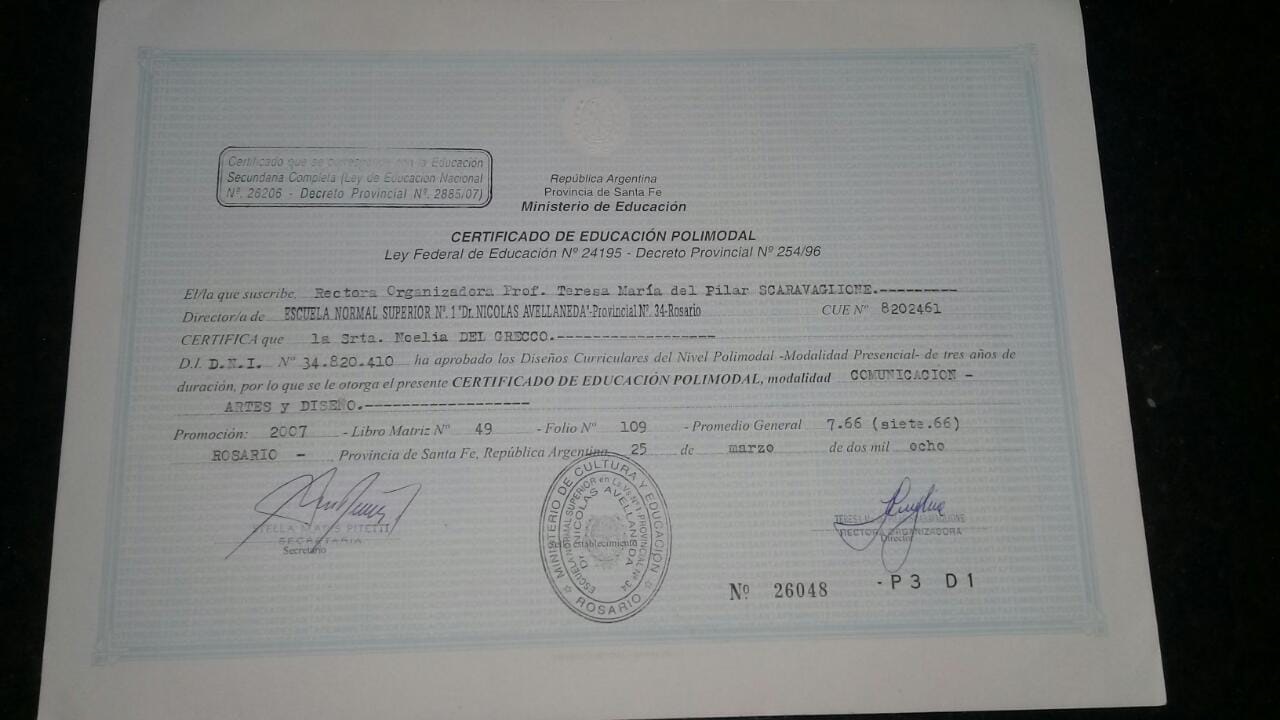 Certificado que se corresponde con la Educación
Secundaria Completa (Ley de Educación Nacional
Nº. 26206 - Decreto Provincial Nº. 2885/07)
República Argentina
Provincia de Santa Fe
Ministerio de Educación
CERTIFICADO DE EDUCACIÓN POLIMODAL
Ley Federal de Educación Nº 24195 - Decreto Provincial Nº 254/96
El/la que suscribe, Rectora Organizadora Prof. Teresa María del Pilar SCARAVAGLIONE.----------
Director/a de ESCUELA NORMAL SUPERIOR Nº. 1 "Dr. NICOLAS AVELLANEDA"-Provincial Nº. 34-Rosario CUE Nº 8202461
CERTIFICA que la Srta. Noelia DEL GRECCO.-------------------
D.I. D.N.I. Nº 34.820.410 ha aprobado los Diseños Curriculares del Nivel Polimodal -Modalidad Presencial- de tres años de
duración, por lo que se le otorga el presente CERTIFICADO DE EDUCACIÓN POLIMODAL, modalidad COMUNICACION -
ARTES y DISEÑO.-------------------
Promoción: 2007 - Libro Matriz Nº 49 - Folio Nº 109 - Promedio General 7.66 (siete.66)
ROSARIO - , Provincia de Santa Fe, República Argentina, 25 de marzo de dos mil ocho
STELLA MARIS PITETTI
SECRETARIA
Secretario
MINISTERIO DE CULTURA Y EDUCACIÓN
ESCUELA NORMAL SUPERIOR en Le.Vs. Nº1 PROVINCIAL Nº 34
Dr. NICOLAS AVELLANEDA
Sello establecimiento
ROSARIO
TERESA SCARAVAGLIONE
RECTORA ORGANIZADORA
Director
Nº 26048 -P3 D1